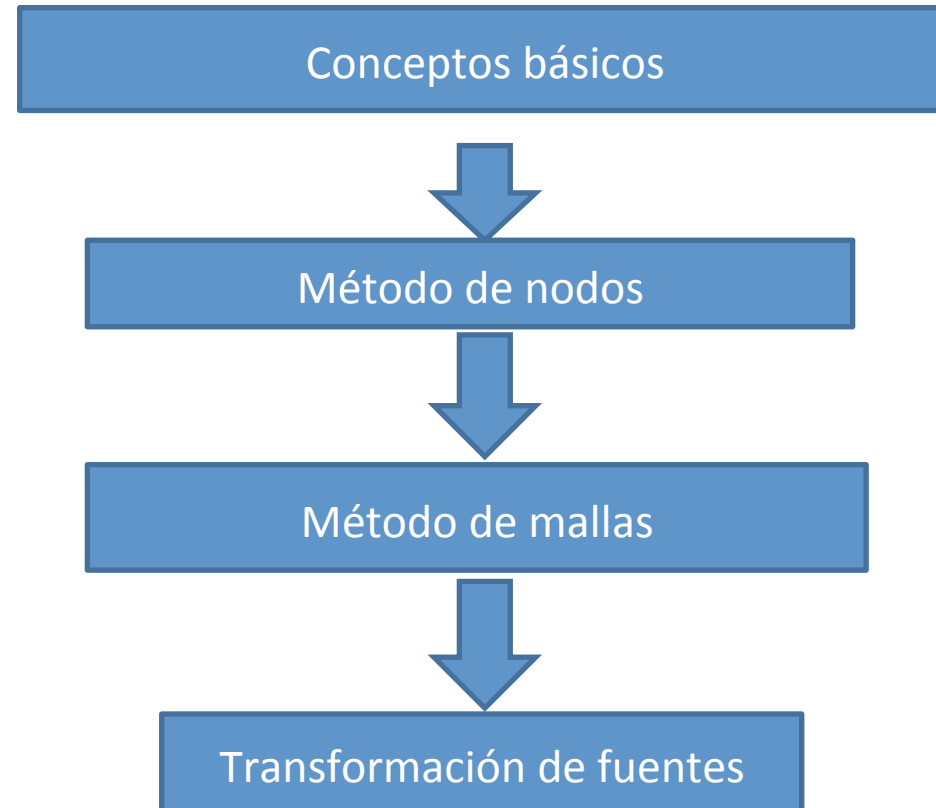 Conceptos básicos
Método de nodos
Método de mallas
Transformación de fuentes